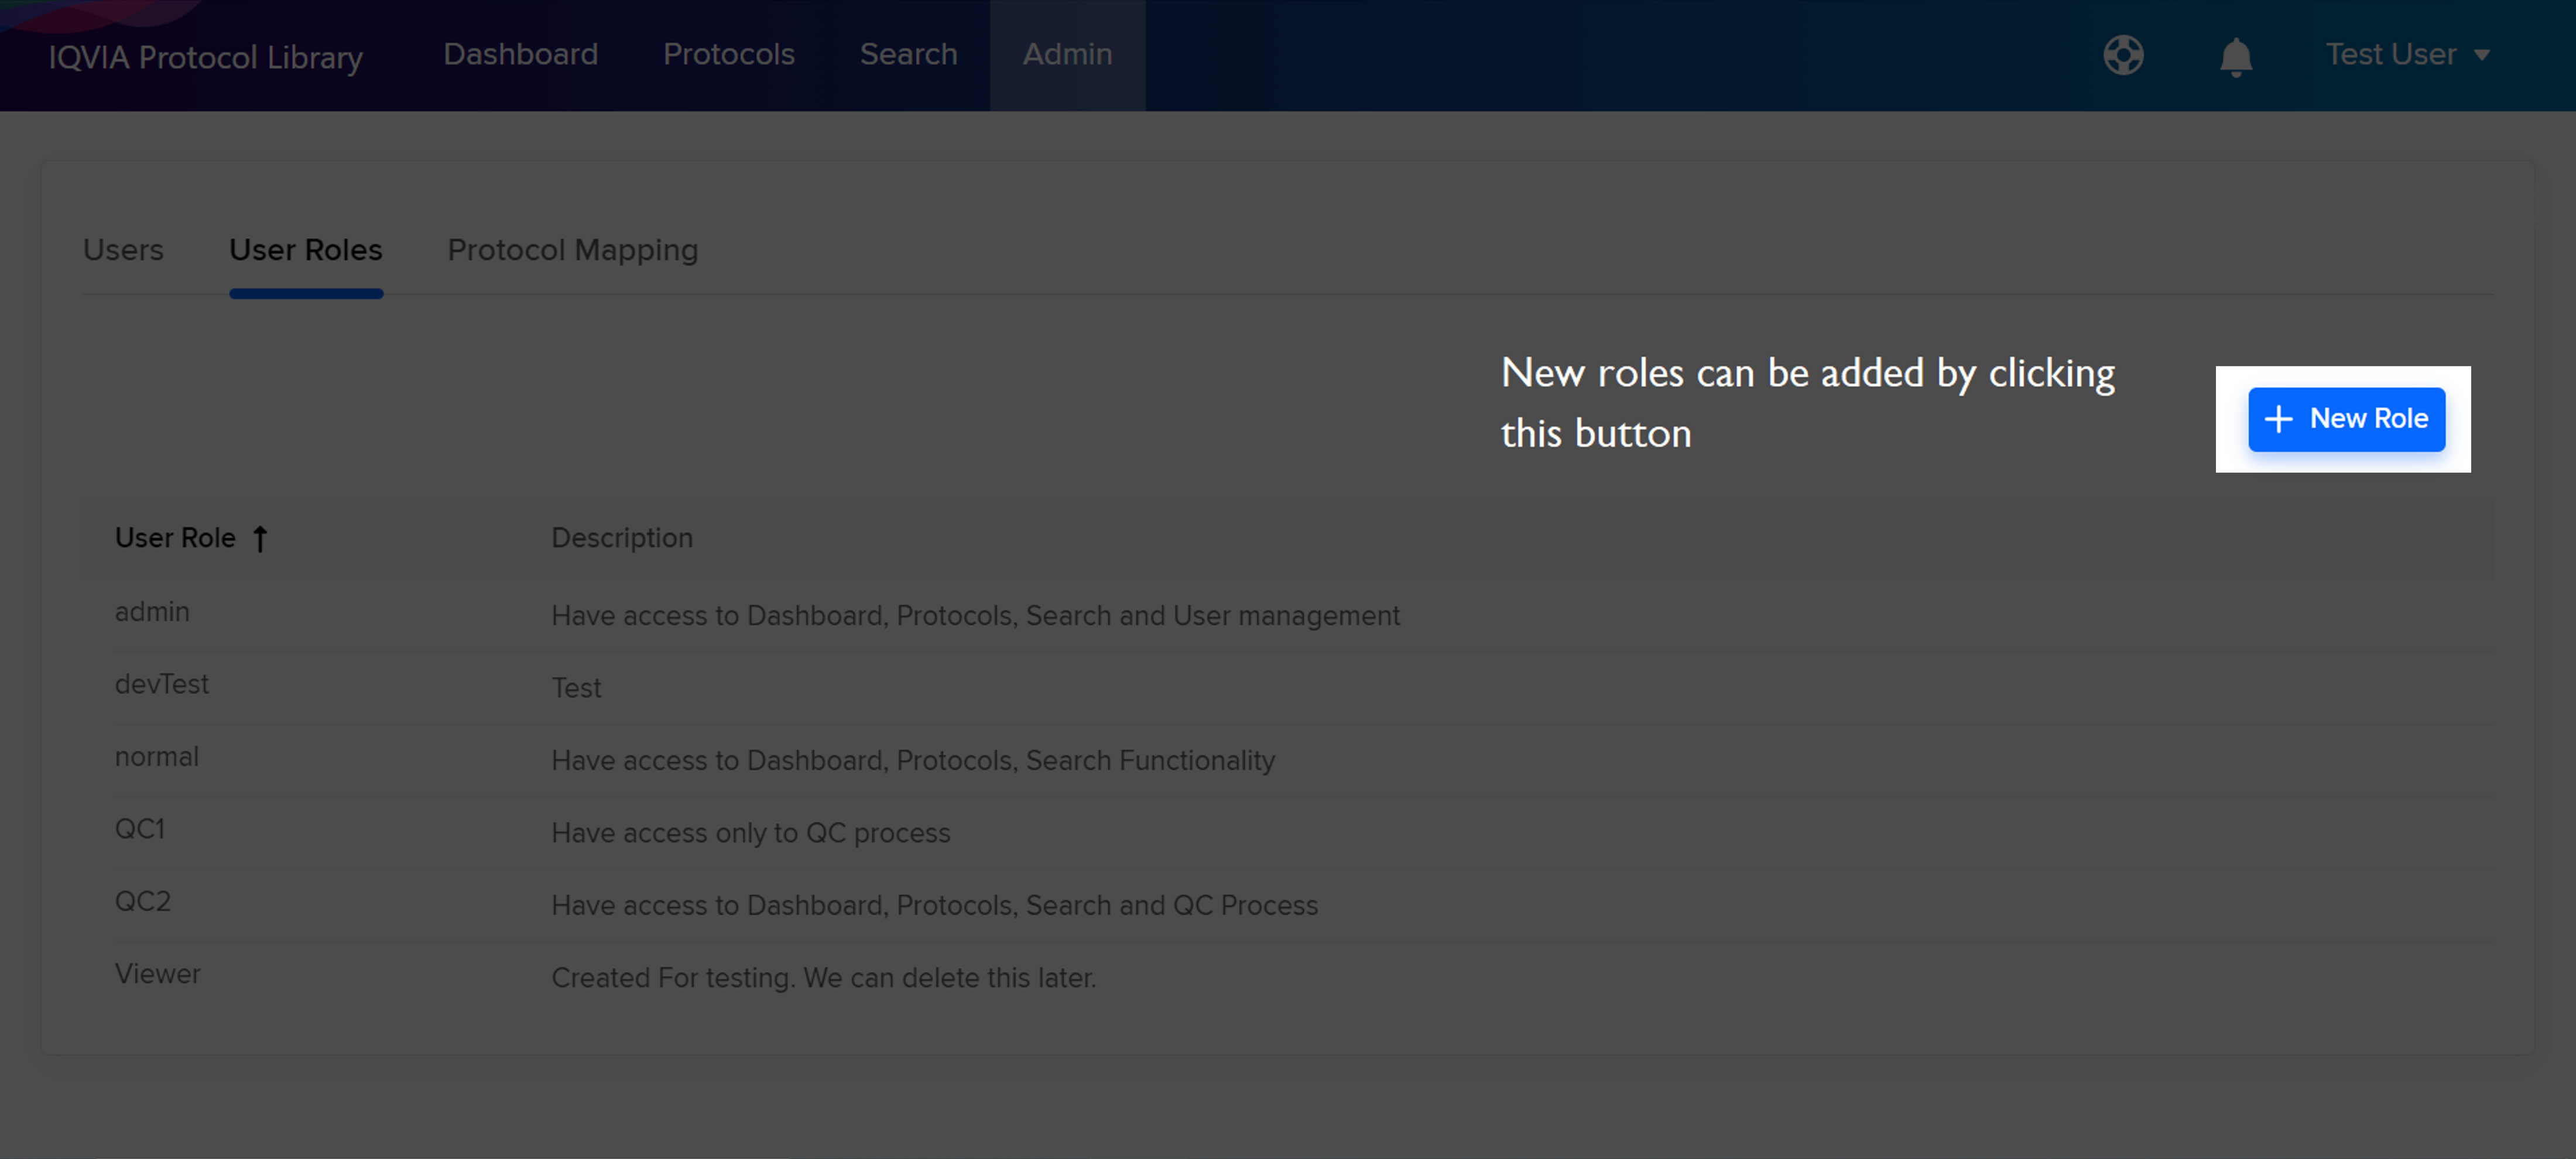 IQVIA Protocol Library Dashboard Protocols Search Admin Test User
Users User Roles Protocol Mapping
New roles can be added by clicking
this button
New Role
User Role Description
admin Have access to Dashboard, Protocols, Search and User management
devTest Test
normal Have access to Dashboard, Protocols, Search Functionality
QC1 Have access only to QC process
QC2 Have access to Dashboard, Protocols, Search and QC Process
Viewer Created For testing. We can delete this later.